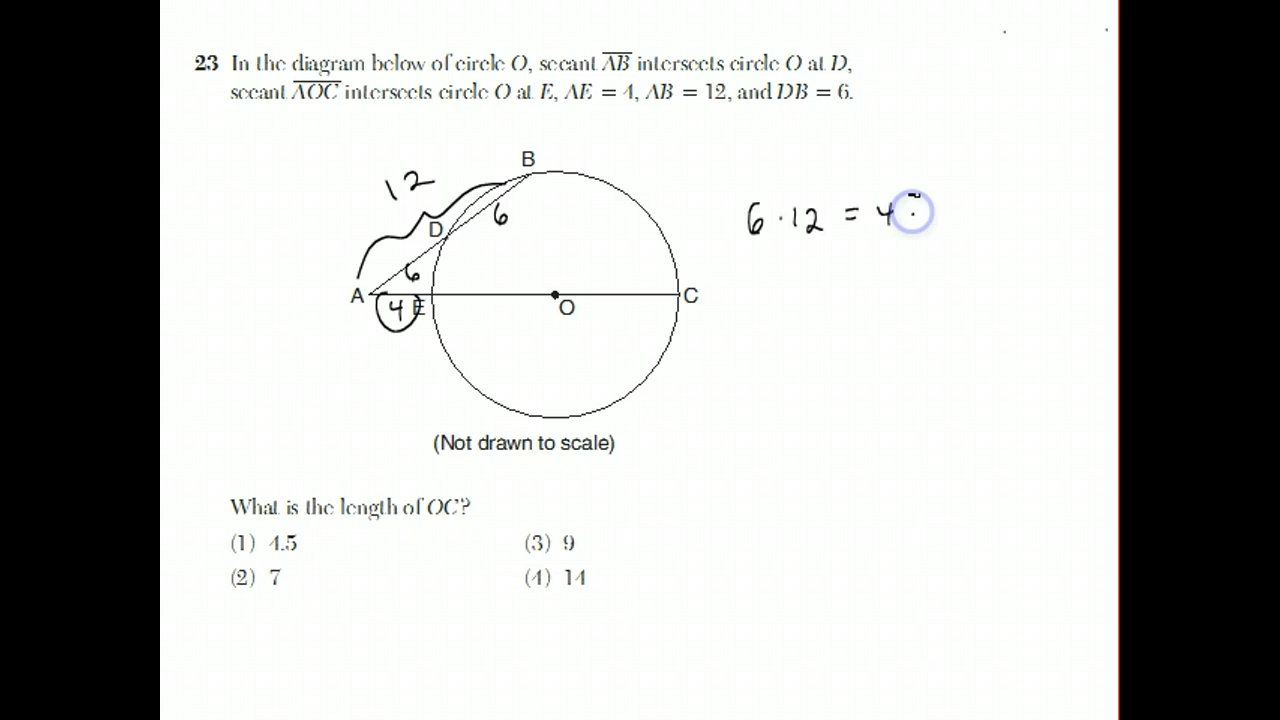 23 In the diagram below of circle O, secant AB intersects circle O at D,
secant AOC intersects circle O at E, AE = 4, AB = 12, and DB = 6.
B
12
D
6
6
6 · 12 = 4 ·
A
4
E
O
C
(Not drawn to scale)
What is the length of OC?
(1) 4.5
(3) 9
(2) 7
(4) 14